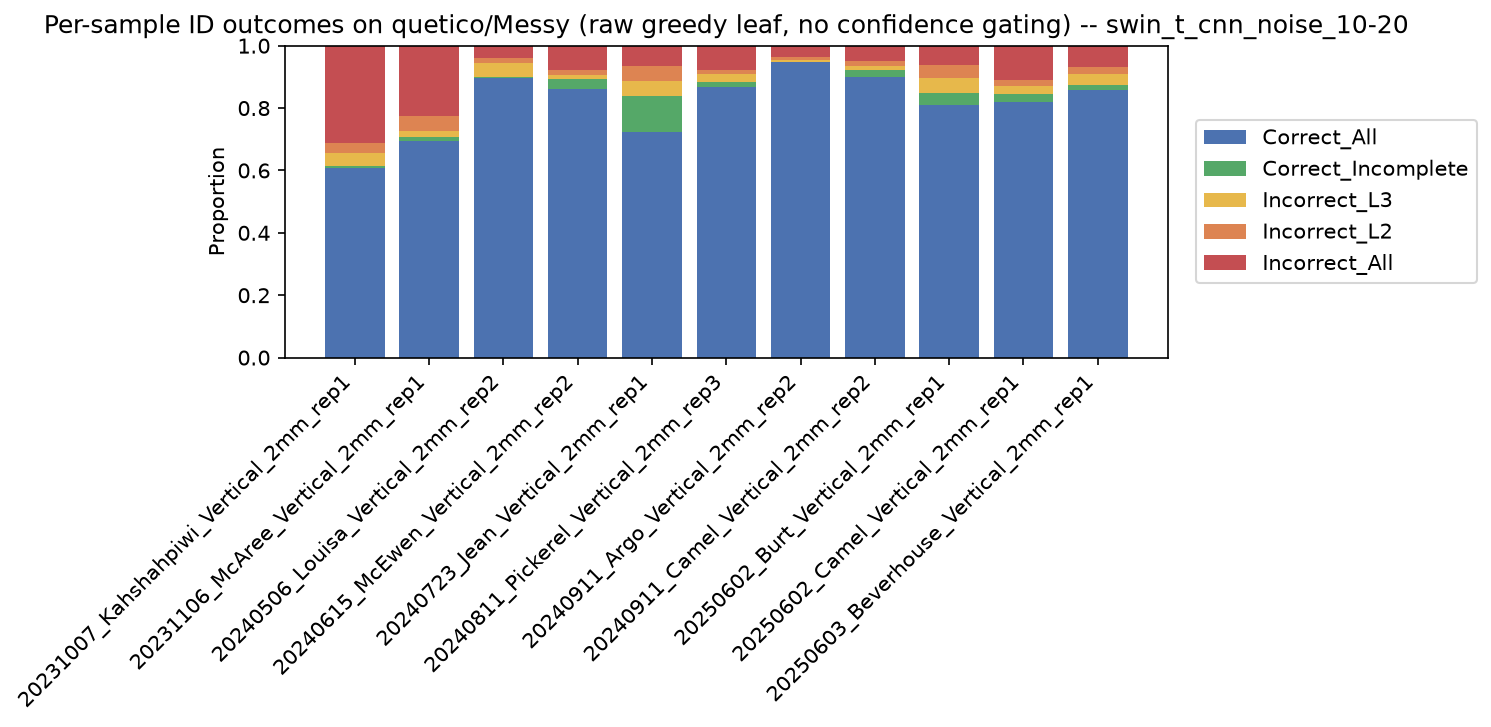 Per-sample ID outcomes on quetico/Messy (raw greedy leaf, no confidence gating) -- swin_t_cnn_noise_10-20
1.0
0.8
0.6
0.4
0.2
0.0
Proportion
Correct_All
Correct_Incomplete
Incorrect_L3
Incorrect_L2
Incorrect_All
20231007_Kahshahpiwi_Vertical_2mm_rep1
20231106_McAree_Vertical_2mm_rep1
20240506_Louisa_Vertical_2mm_rep2
20240615_McEwen_Vertical_2mm_rep2
20240723_Jean_Vertical_2mm_rep1
20240811_Pickerel_Vertical_2mm_rep3
20240911_Argo_Vertical_2mm_rep2
20240911_Camel_Vertical_2mm_rep2
20250602_Burt_Vertical_2mm_rep1
20250602_Camel_Vertical_2mm_rep1
20250603_Beverhouse_Vertical_2mm_rep1